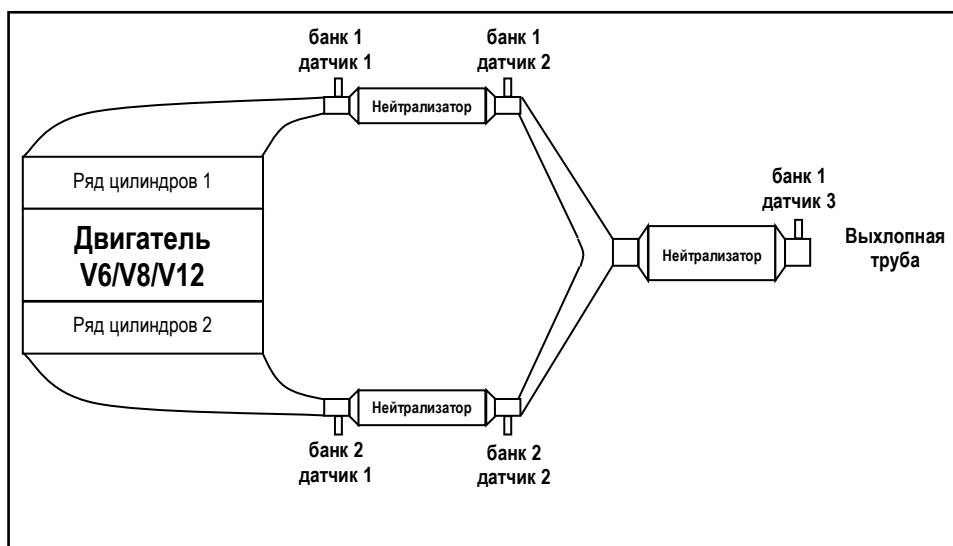 банк 1
датчик 1
банк 1
датчик 2
Нейтрализатор
Ряд цилиндров 1
Двигатель
V6/V8/V12
Ряд цилиндров 2
банк 1
датчик 3
Нейтрализатор
Выхлопная
труба
Нейтрализатор
банк 2
датчик 1
банк 2
датчик 2